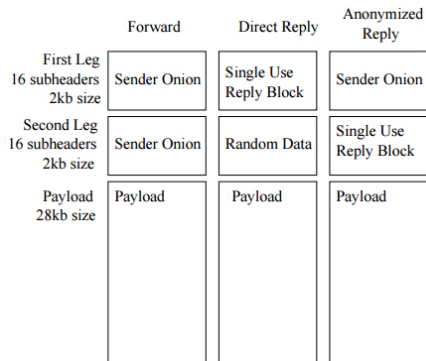 Forward
Direct Reply
Anonymized
Reply
First Leg
16 subheaders
2kb size
Sender Onion
Single Use
Reply Block
Sender Onion
Second Leg
16 subheaders
2kb size
Sender Onion
Random Data
Single Use
Reply Block
Payload
28kb size
Payload
Payload
Payload